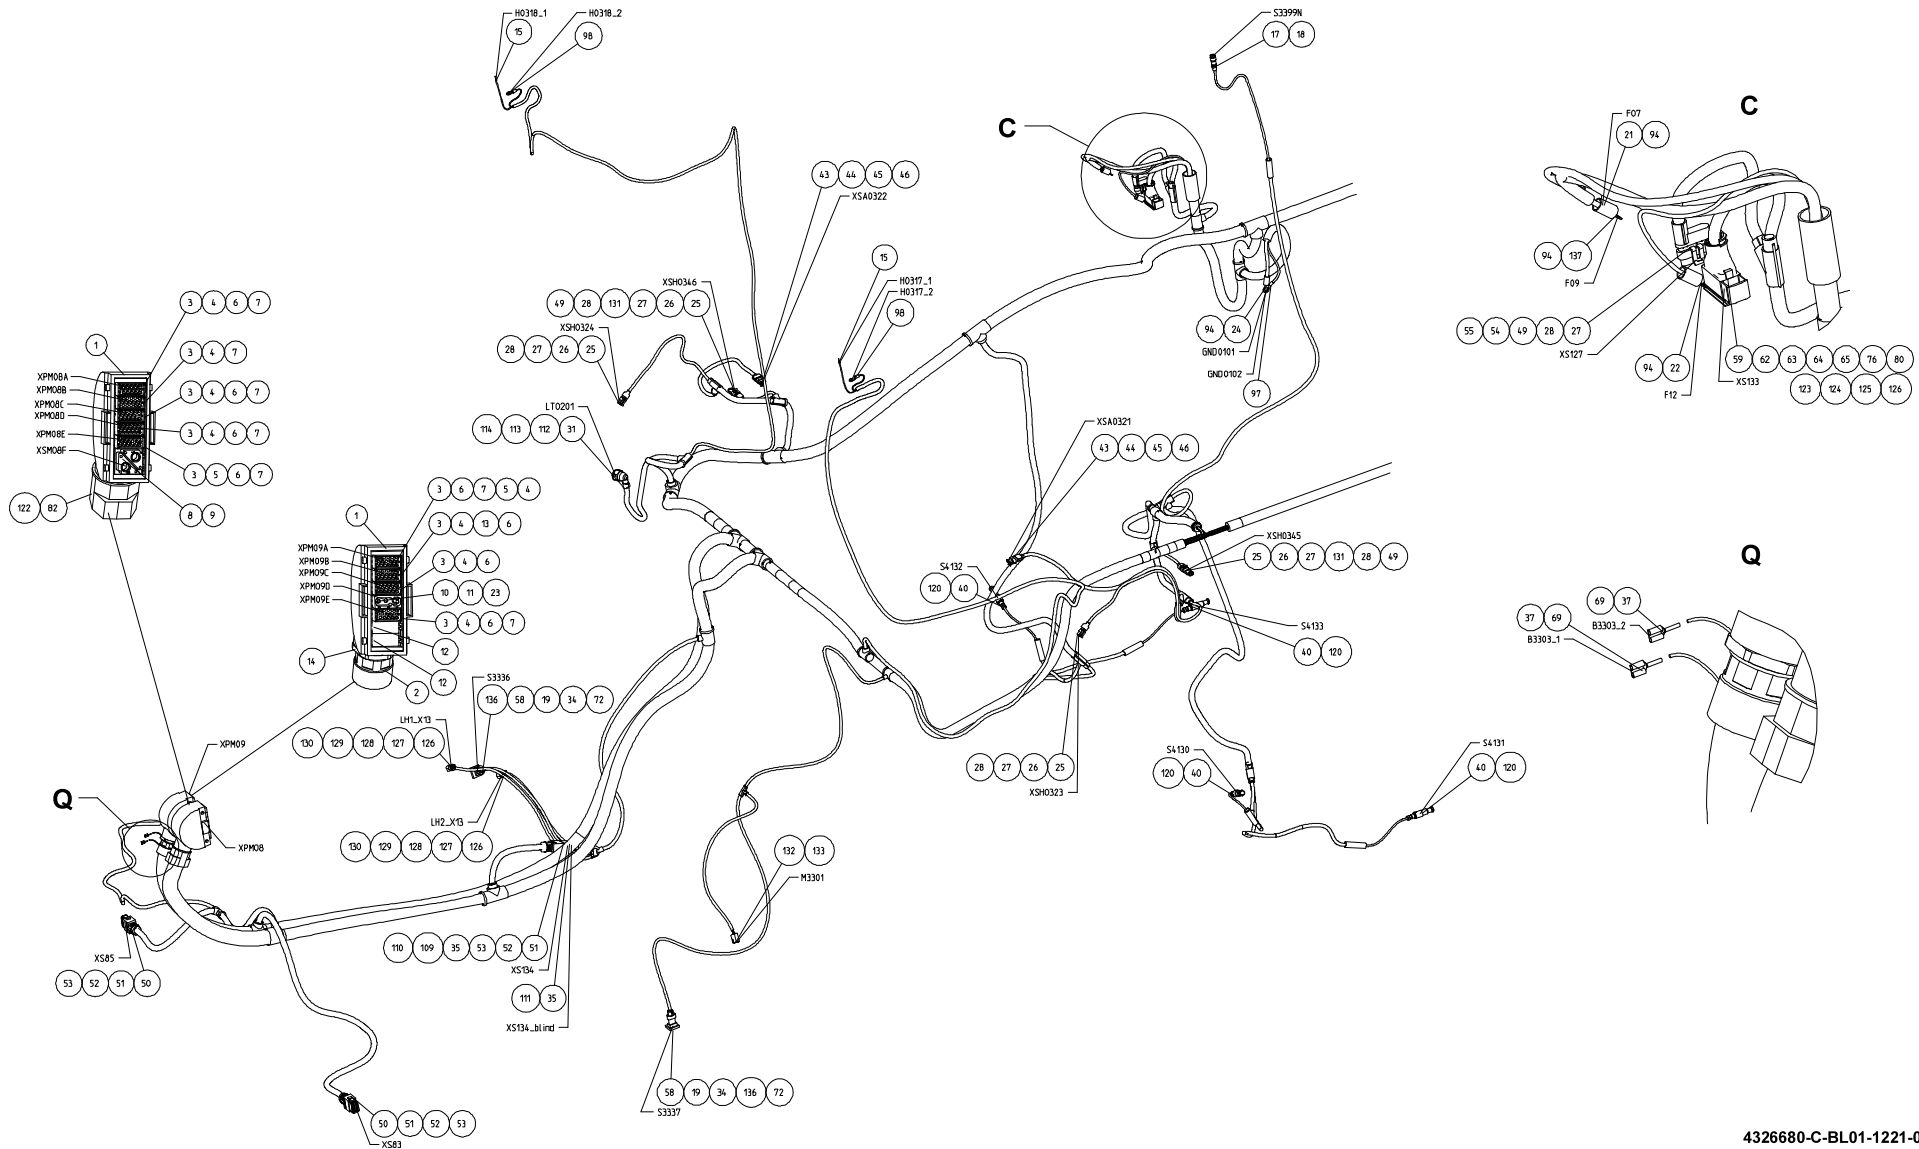 H0318_1
H0318_2
15
98
S3399N
17 18
C
43 44 45 46
XSA0322
15
H0317_1
H0317_2
98
XSH0346
49 28 131 27 26 25
XSH0324
28 27 26 25
LT0201
114 113 112 31
94 24
GND0101
GND0102
97
C
F07
21 94
94 137
F09
55 54 49 28 27
XS127
94 22
F12
XS133
59 62 63 64 65 76 80
123 124 125 126
3 4 6 7
1
3 4 7
XPM08A
XPM08B
XPM08C
XPM08D
XPM08E
XSM08F
3 4 6 7
3 4 6 7
3 5 6 7
122 82
8 9
3 6 7 5 4
1
3 4 13 6
XPM09A
XPM09B
XPM09C
XPM09D
XPM09E
3 4 6
10 11 23
3 4 6 7
12
14
12
2
XSA0321
43 44 45 46
S4132
120 40
XSH0345
25 26 27 131 28 49
S4133
40 120
28 27 26 25
XSH0323
S4130
120 40
S4131
40 120
Q
69 37
B3303_2
37 69
B3303_1
S3336
136 58 19 34 72
LH1_X13
130 129 128 127 126
LH2_X13
130 129 128 127 126
XPM09
Q
XPM08
132 133
M3301
110 109 35 53 52 51
XS134
111 35
XS134_blind
XS85
53 52 51 50
58 19 34 136 72
S3337
50 51 52 53
XS83
4326680-C-BL01-1221-0